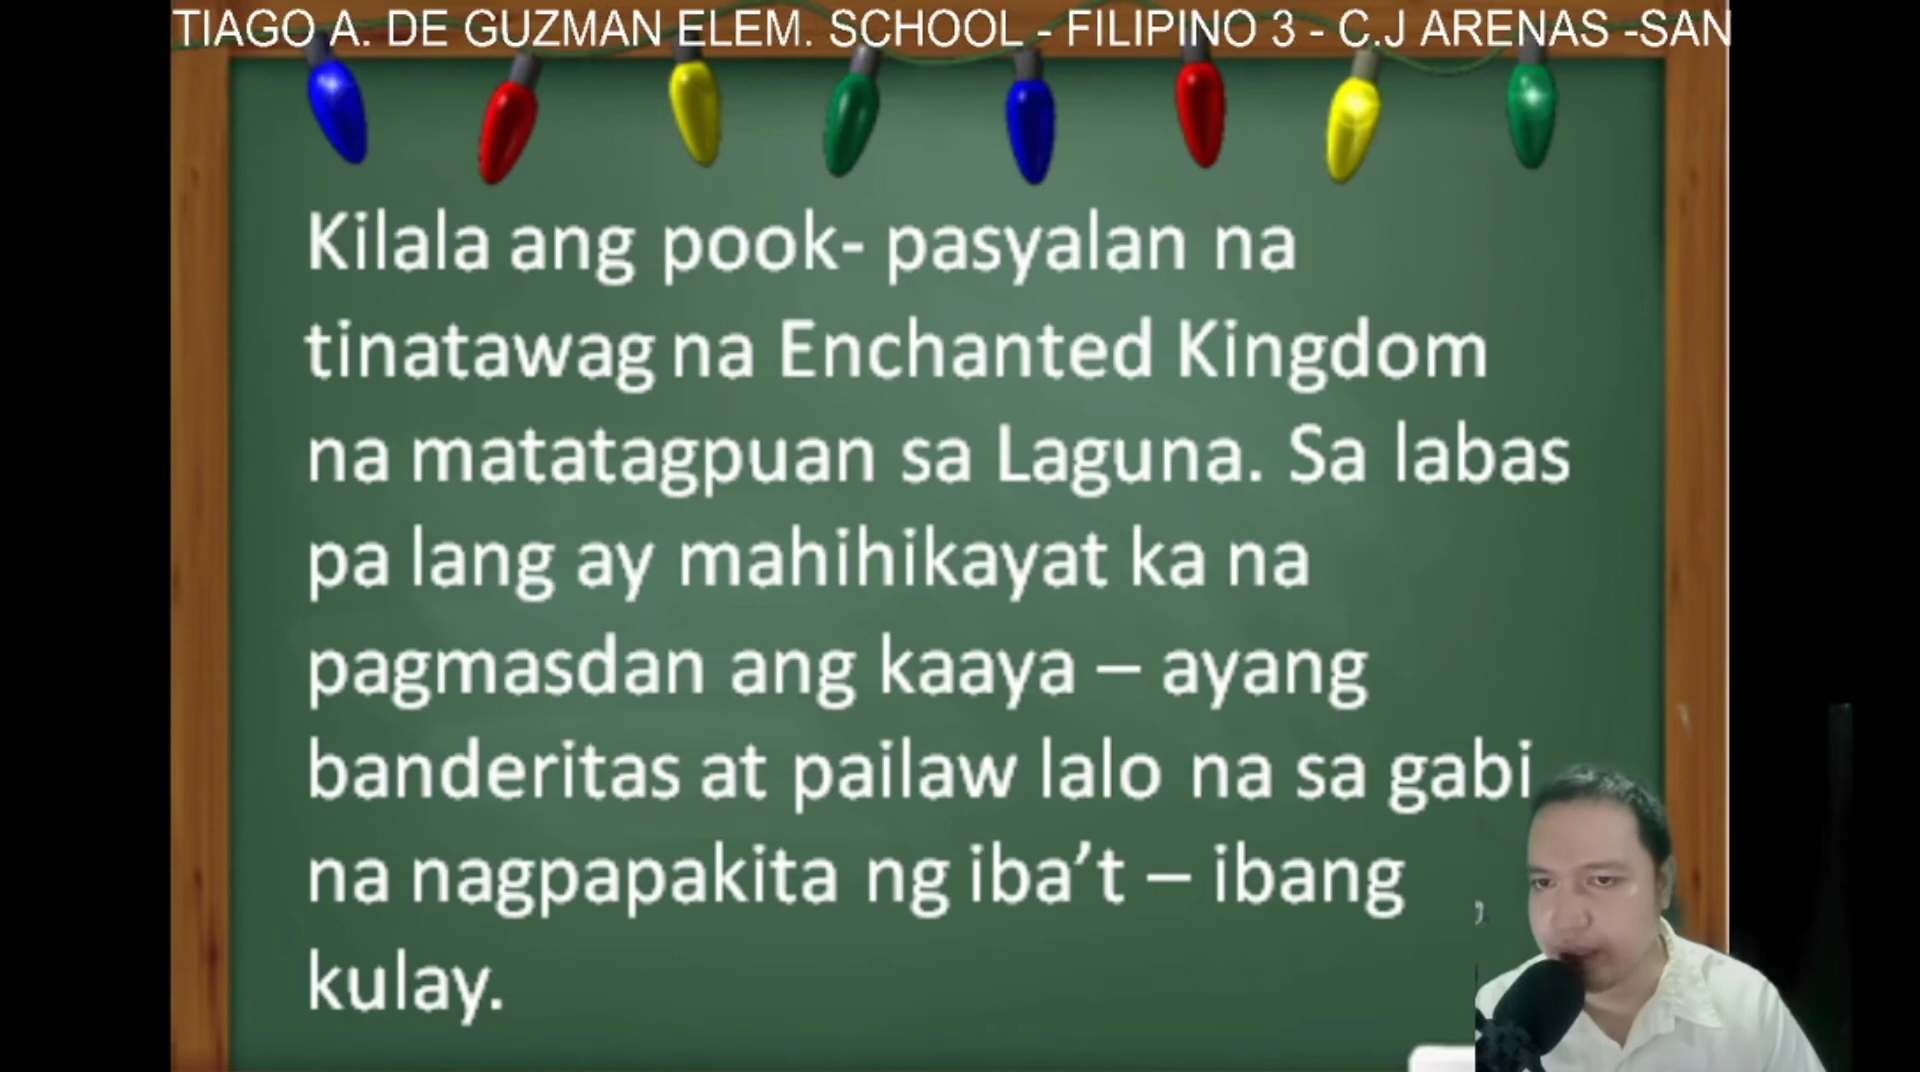 TIAGO A. DE GUZMAN ELEM. SCHOOL - FILIPINO 3 - C.J ARENAS -SAN
Kilala ang pook- pasyalan na
tinatawag na Enchanted Kingdom
na matatagpuan sa Laguna. Sa labas
pa lang ay mahihikayat ka na
pagmasdan ang kaaya – ayang
banderitas at pailaw lalo na sa gabi
na nagpapakita ng iba’t – ibang
kulay.